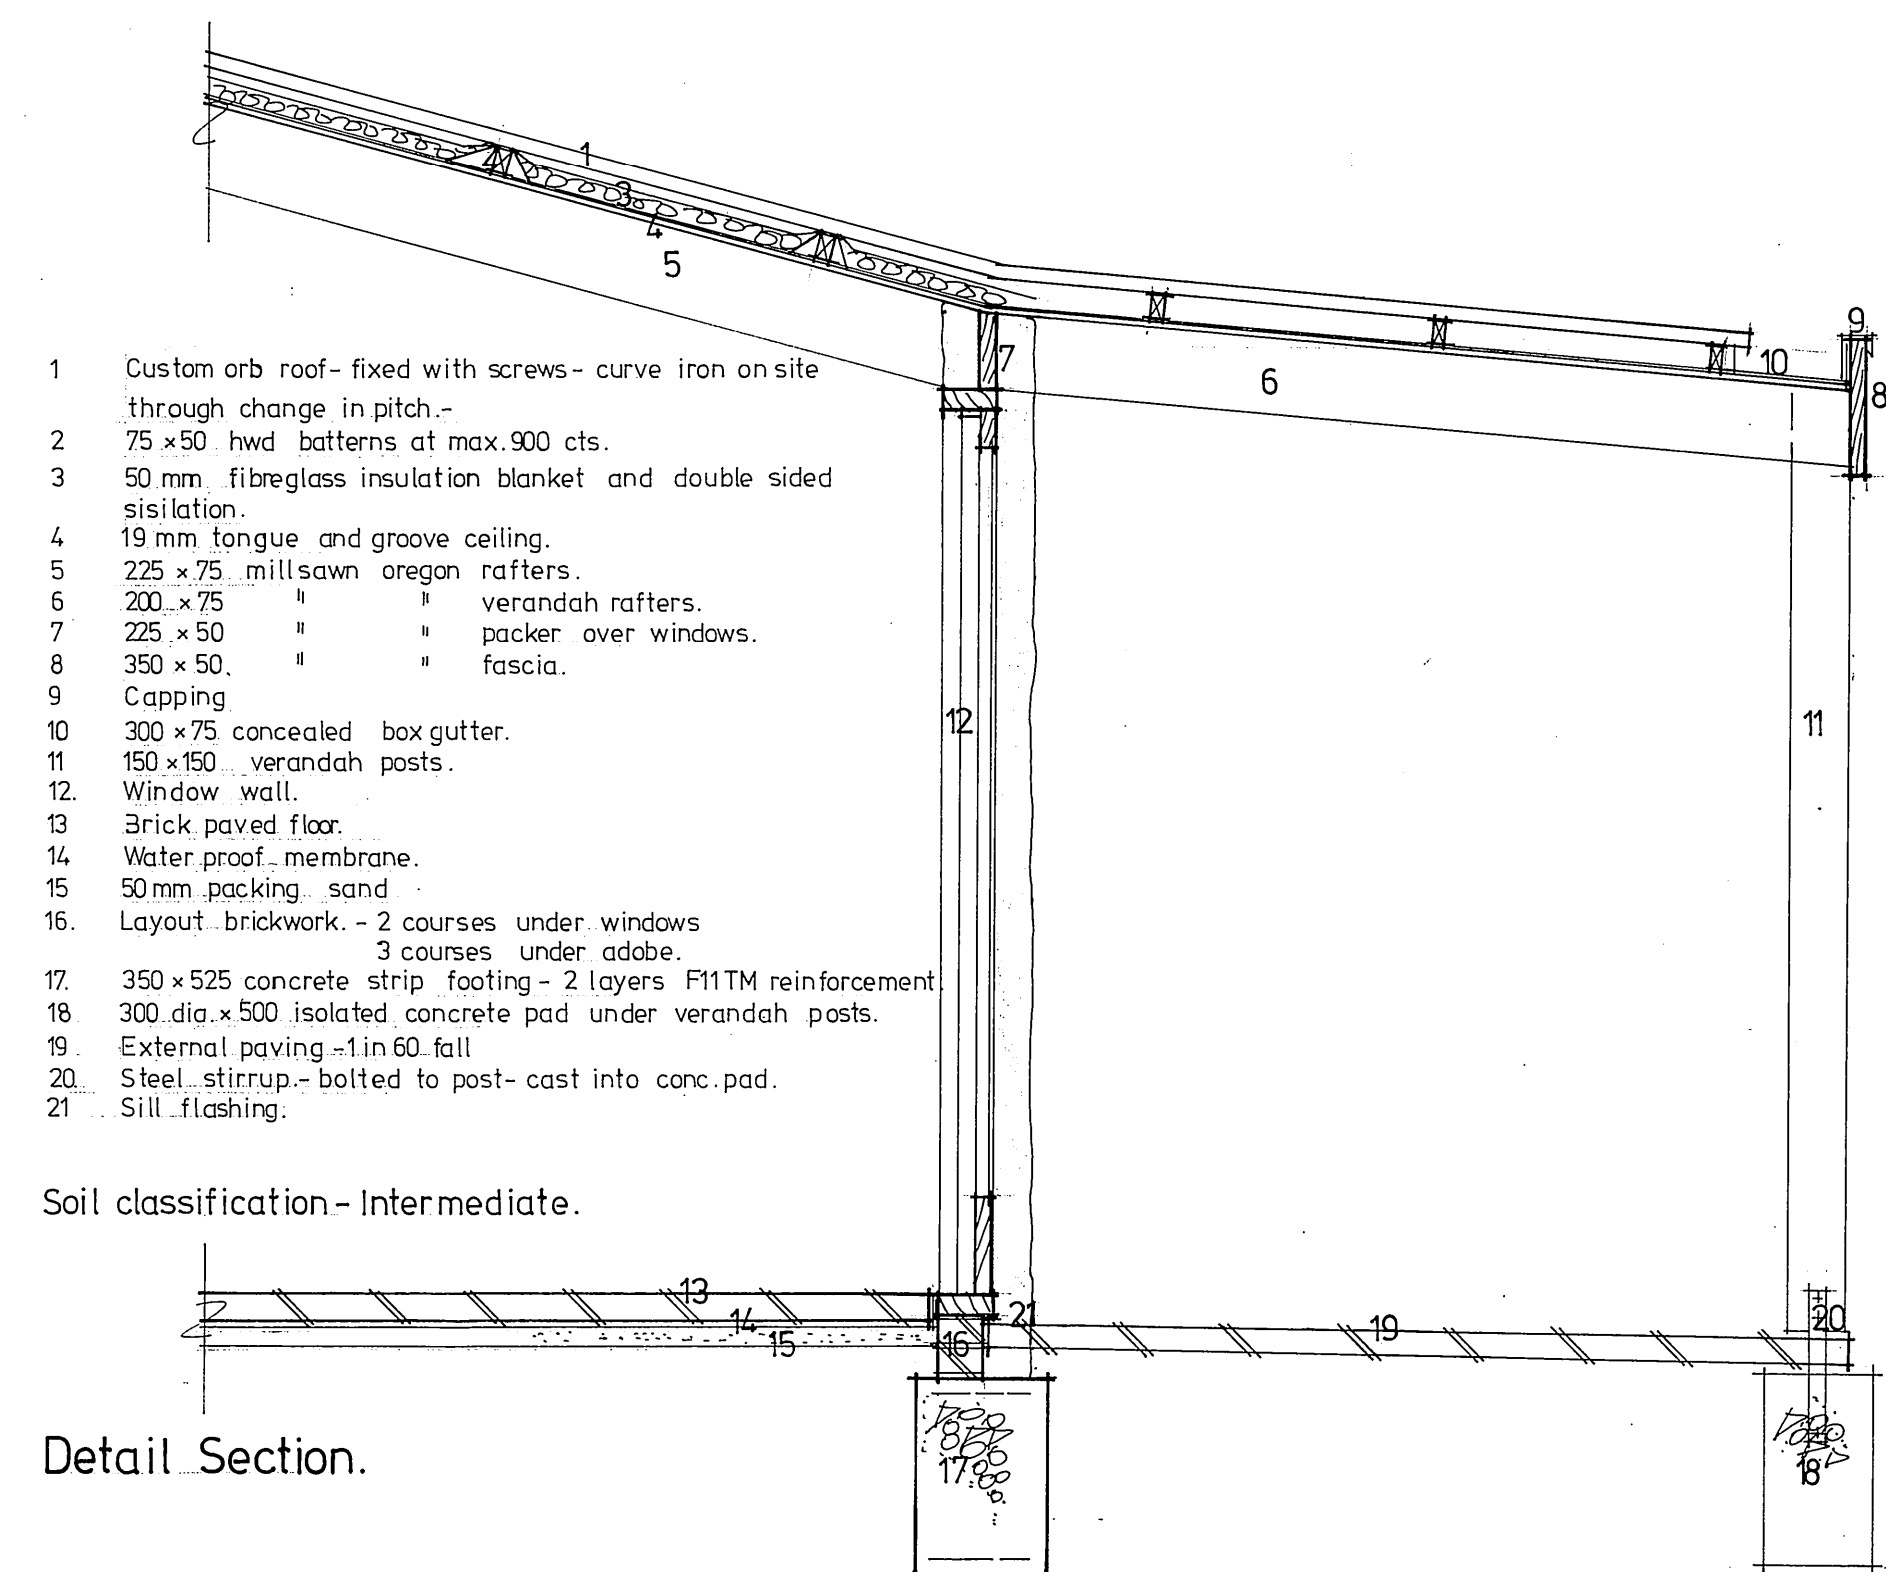 1
2
3
4
5
6
7
8
9
10
11
12
1 Custom orb roof - fixed with screws - curve iron on site
through change in pitch.-
2 75 x 50 hwd batterns at max. 900 cts.
3 50 mm fibreglass insulation blanket and double sided
sisilation.
4 19 mm tongue and groove ceiling.
5 225 x 75 millsawn oregon rafters.
6 200 x 75 " " verandah rafters.
7 225 x 50 " " packer over windows.
8 350 x 50. " " fascia.
9 Capping
10 300 x 75 concealed box gutter.
11 150 x 150 verandah posts.
12. Window wall.
13 Brick paved floor.
14 Water proof membrane.
15 50 mm packing sand
16. Layout brickwork. - 2 courses under windows
3 courses under adobe.
17. 350 x 525 concrete strip footing - 2 layers F11TM reinforcement
18 300 dia. x 500 isolated concrete pad under verandah posts.
19 External paving - 1 in 60 fall
20. Steel stirrup. - bolted to post - cast into conc. pad.
21 Sill flashing.
Soil classification - Intermediate.
13
14
15
16
21
19
20
17
18
Detail Section.